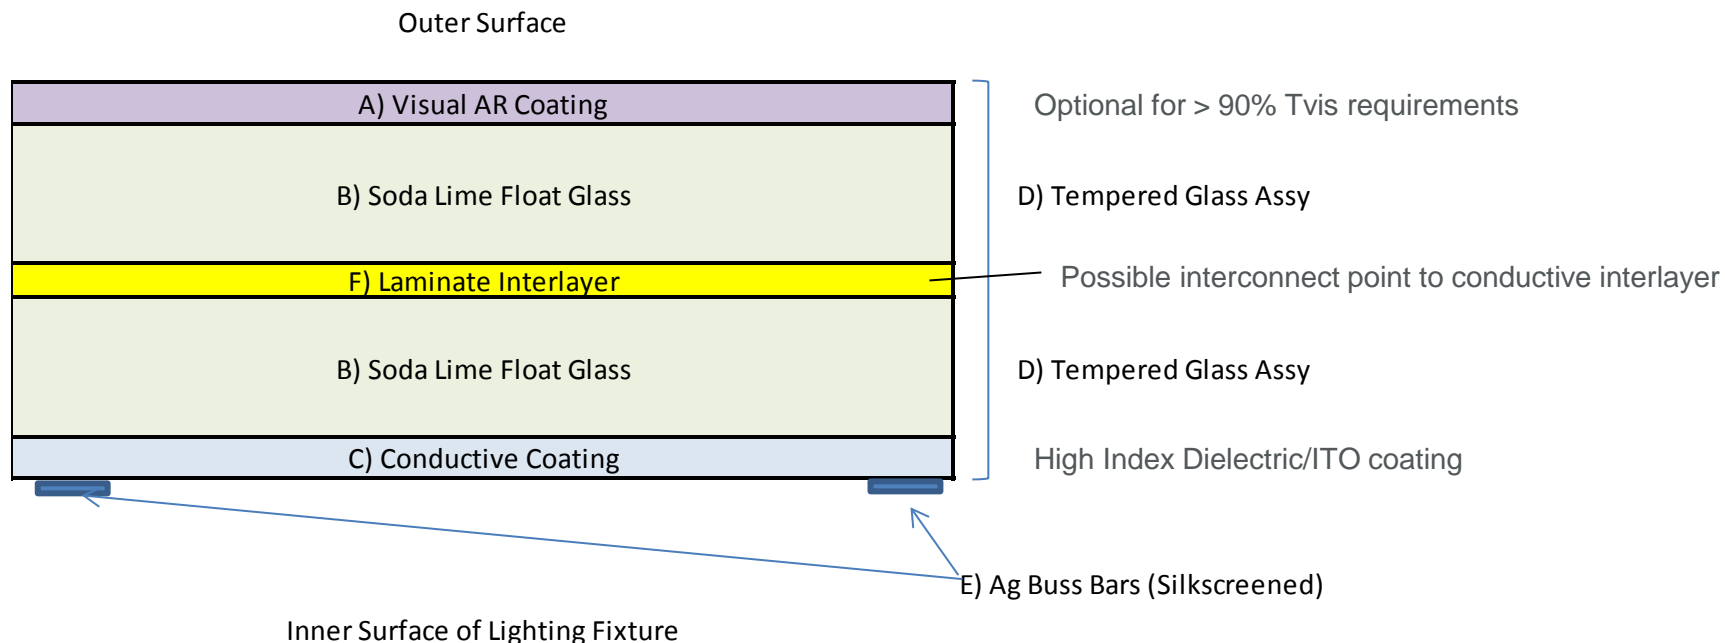 Outer Surface
A) Visual AR Coating
Optional for > 90% Tvis requirements
B) Soda Lime Float Glass
D) Tempered Glass Assy
F) Laminate Interlayer
Possible interconnect point to conductive interlayer
B) Soda Lime Float Glass
D) Tempered Glass Assy
C) Conductive Coating
High Index Dielectric/ITO coating
E) Ag Buss Bars (Silkscreened)
Inner Surface of Lighting Fixture